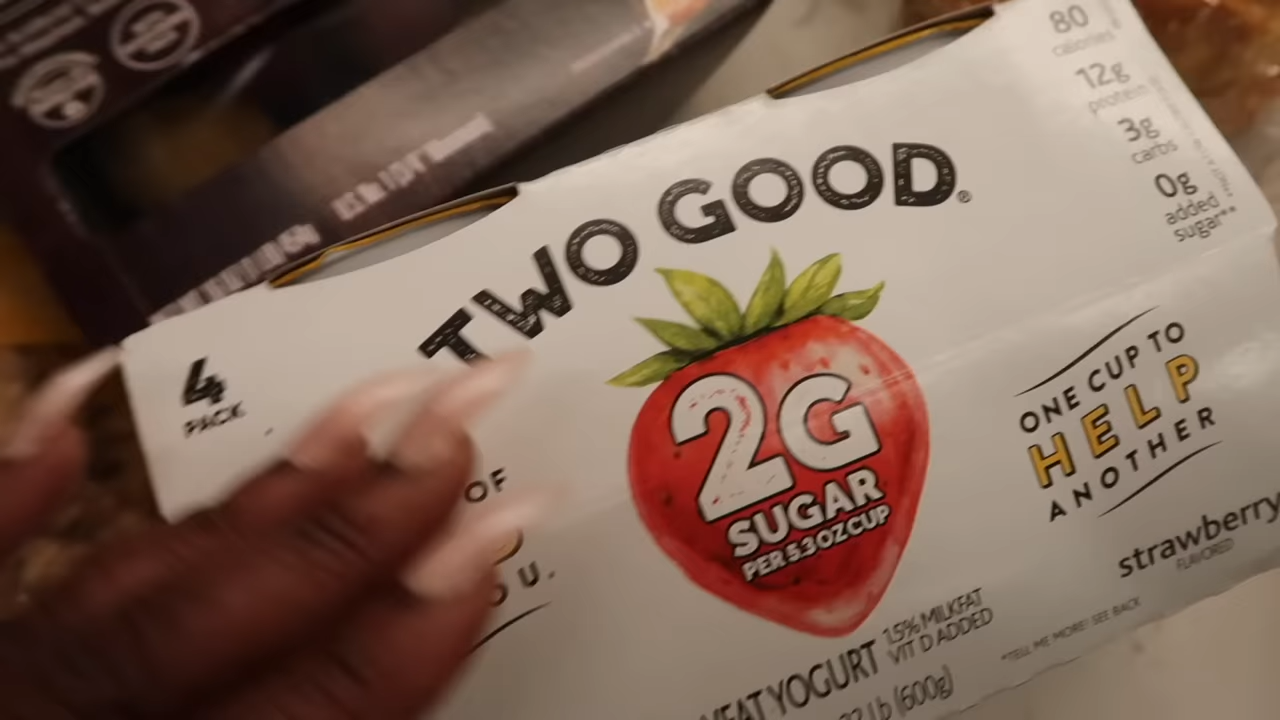 TWO GOOD®
4
PACK
OF
U.
2G
SUGAR
PER 5.3 OZ CUP
80
calories
12g
protein
3g
carbs
0g
added
sugar**
ONE CUP TO
HELP
ANOTHER
strawberry
FLAVORED
YOGURT
1.5% MILKFAT
VIT D ADDED
lb (600g)
*TELL ME MORE! SEE BACK